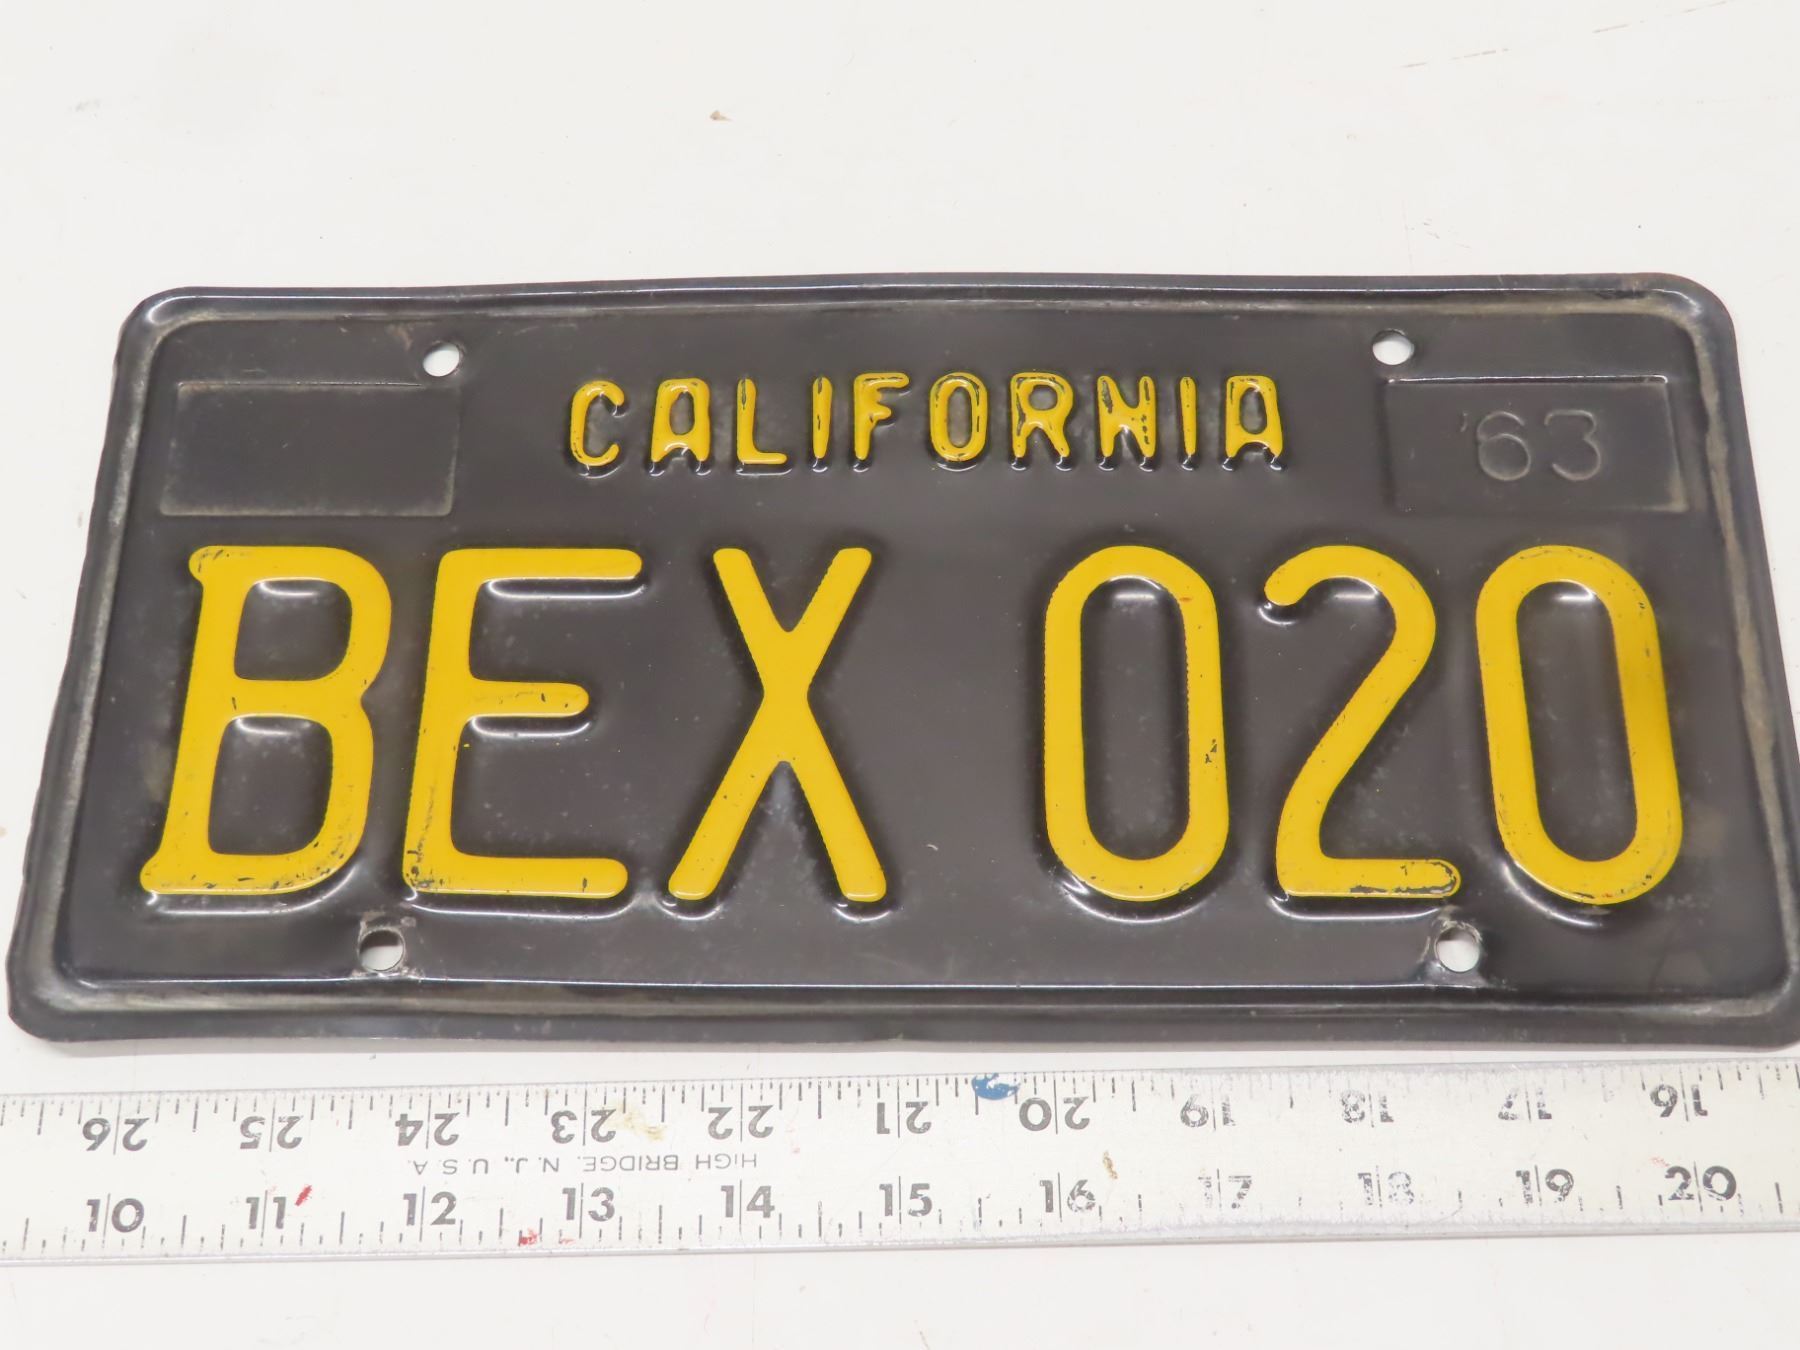 CALIFORNIA
'63
BEX 020
26 25 24 23 22 21 20 19 18 17 16
HIGH BRIDGE, N.J., U.S.A.
10 11 12 13 14 15 16 17 18 19 20